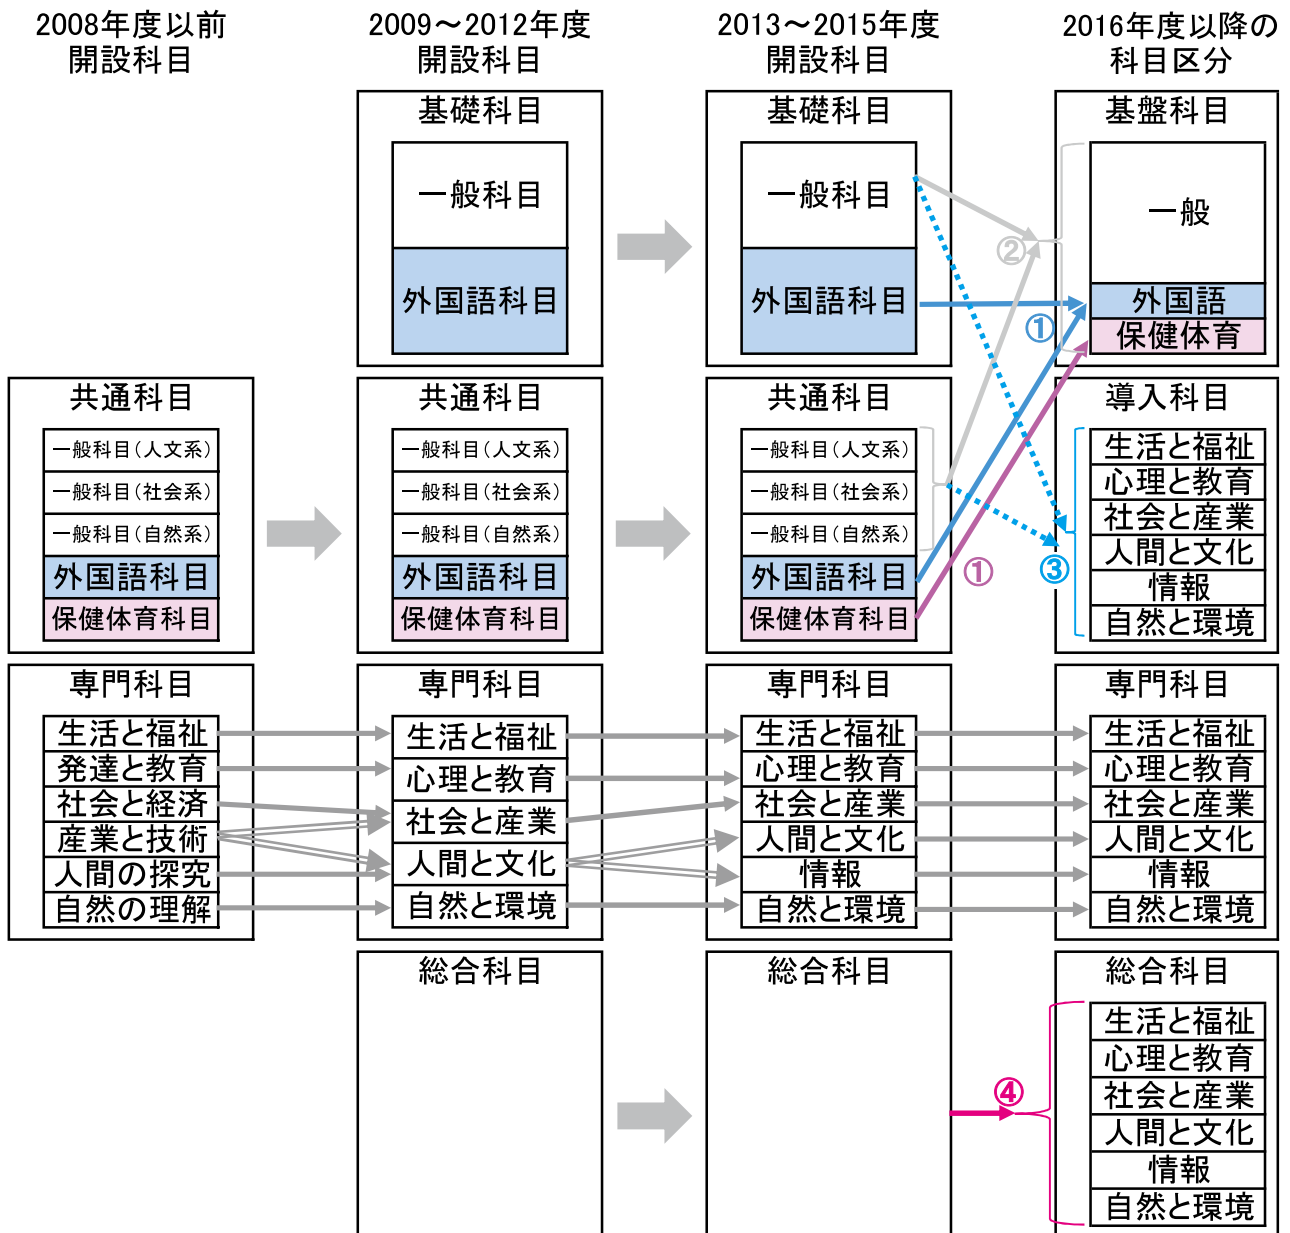 2008年度以前
開設科目
2009～2012年度
開設科目
2013～2015年度
開設科目
2016年度以降の
科目区分
基礎科目
一般科目
外国語科目
基礎科目
一般科目
外国語科目
基盤科目
一般
外国語
保健体育
②
①
共通科目
一般科目(人文系)
一般科目(社会系)
一般科目(自然系)
外国語科目
保健体育科目
共通科目
一般科目(人文系)
一般科目(社会系)
一般科目(自然系)
外国語科目
保健体育科目
共通科目
一般科目(人文系)
一般科目(社会系)
一般科目(自然系)
外国語科目
保健体育科目
①
③
導入科目
生活と福祉
心理と教育
社会と産業
人間と文化
情報
自然と環境
専門科目
生活と福祉
発達と教育
社会と経済
産業と技術
人間の探究
自然の理解
専門科目
生活と福祉
心理と教育
社会と産業
人間と文化
自然と環境
専門科目
生活と福祉
心理と教育
社会と産業
人間と文化
情報
自然と環境
専門科目
生活と福祉
心理と教育
社会と産業
人間と文化
情報
自然と環境
総合科目
総合科目
④
総合科目
生活と福祉
心理と教育
社会と産業
人間と文化
情報
自然と環境